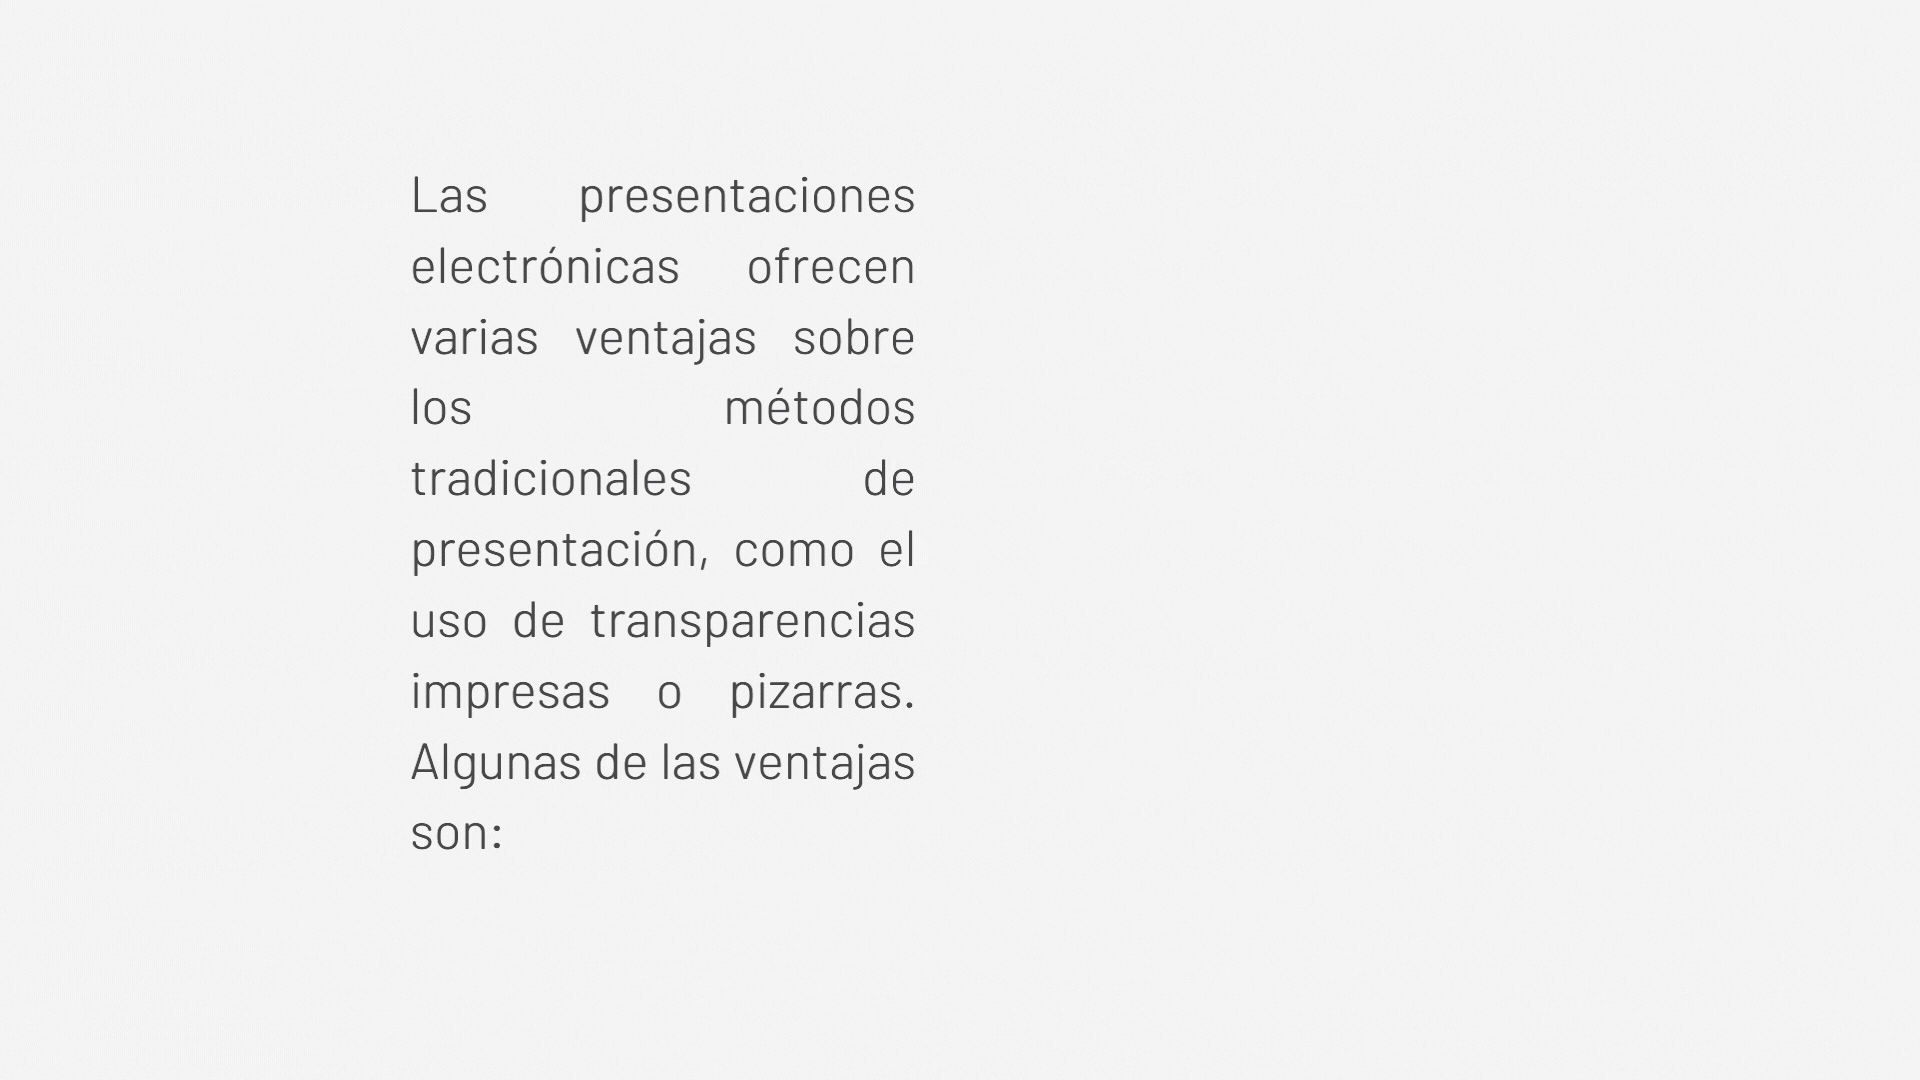 Las presentaciones
electrónicas ofrecen
varias ventajas sobre
los métodos
tradicionales de
presentación, como el
uso de transparencias
impresas o pizarras.
Algunas de las ventajas
son: